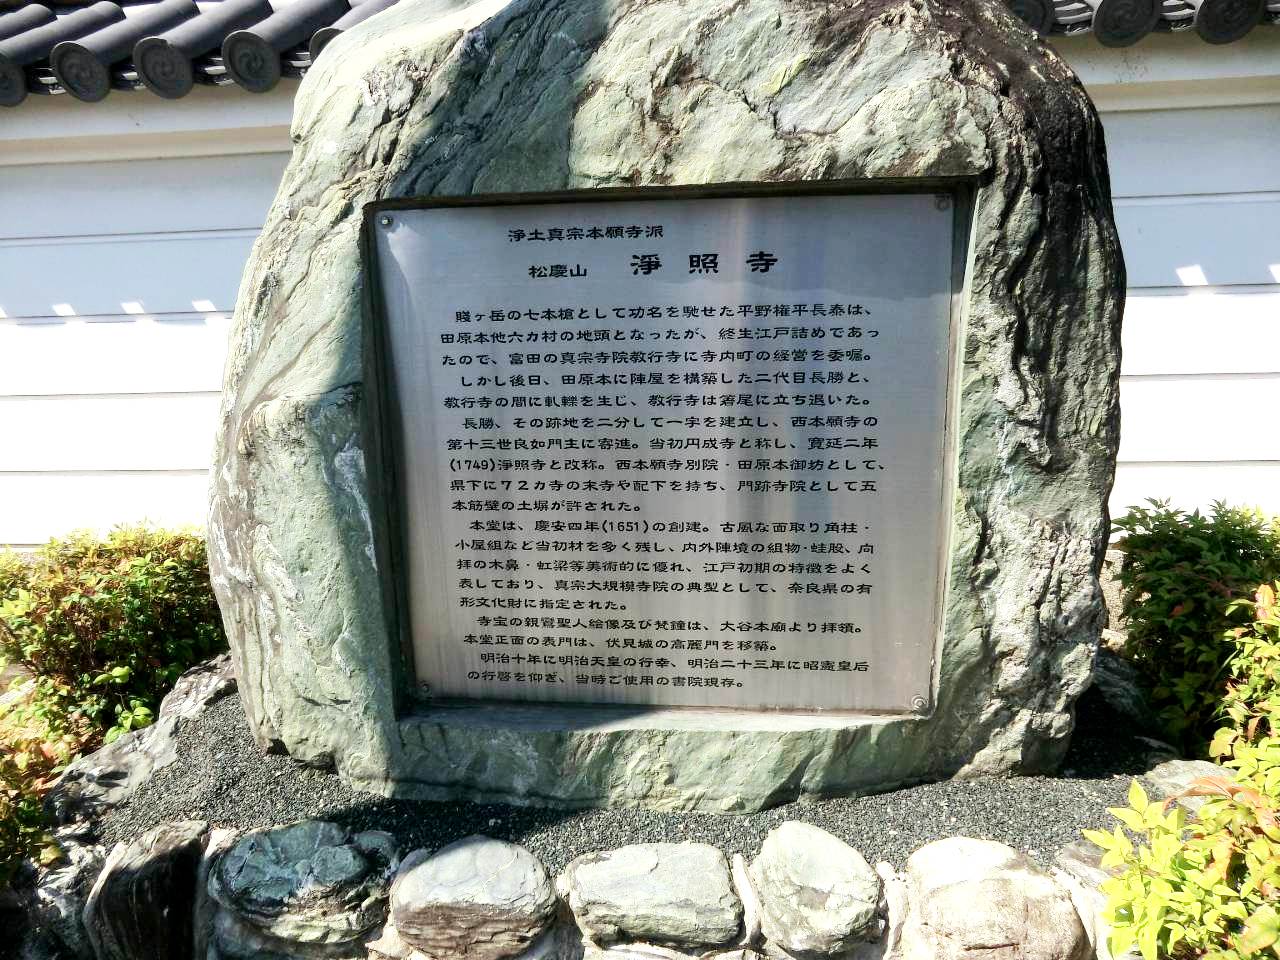 浄土真宗本願寺派
松慶山　淨照寺
賤ヶ岳の七本槍として功名を馳せた平野権平長泰は、
田原本他六カ村の地頭となったが、終生江戸詰めであっ
たので、富田の真宗寺院教行寺に寺内町の経営を委嘱。
しかし後日、田原本に陣屋を構築した二代目長勝と、
教行寺の間に軋轢を生じ、教行寺は箸尾に立ち退いた。
長勝、その跡地を二分して一宇を建立し、西本願寺の
第十三世良如門主に寄進。当初円成寺と称し、寛延二年
(1749)淨照寺と改称。西本願寺別院・田原本御坊として、
県下に72カ寺の末寺や配下を持ち、門跡寺院として五
本筋壁の土塀が許された。
本堂は、慶安四年(1651)の創建。古風な面取り角柱・
小屋組など当初材を多く残し、内外陣境の組物・蛙股、向
拝の木鼻・虹梁等美術的に優れ、江戸初期の特徴をよく
表しており、真宗大規模寺院の典型として、奈良県の有
形文化財に指定された。
寺宝の親鸞聖人絵像及び梵鐘は、大谷本廟より拝領。
本堂正面の表門は、伏見城の高麗門を移築。
明治十年に明治天皇の行幸、明治二十三年に昭憲皇后
の行啓を仰ぎ、当時ご使用の書院現存。